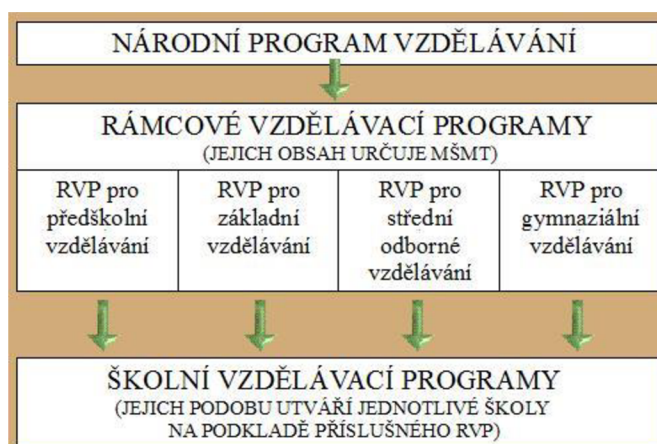 NÁRODNÍ PROGRAM VZDĚLÁVÁNÍ
RÁMCOVÉ VZDĚLÁVACÍ PROGRAMY
(JEJICH OBSAH URČUJE MŠMT)
RVP pro
předškolní
vzdělávání
RVP pro
základní
vzdělávání
RVP pro
střední
odborné
vzdělávání
RVP pro
gymnaziální
vzdělávání
ŠKOLNÍ VZDĚLÁVACÍ PROGRAMY
(JEJICH PODOBU UTVÁŘÍ JEDNOTLIVÉ ŠKOLY
NA PODKLADĚ PŘÍSLUŠNÉHO RVP)